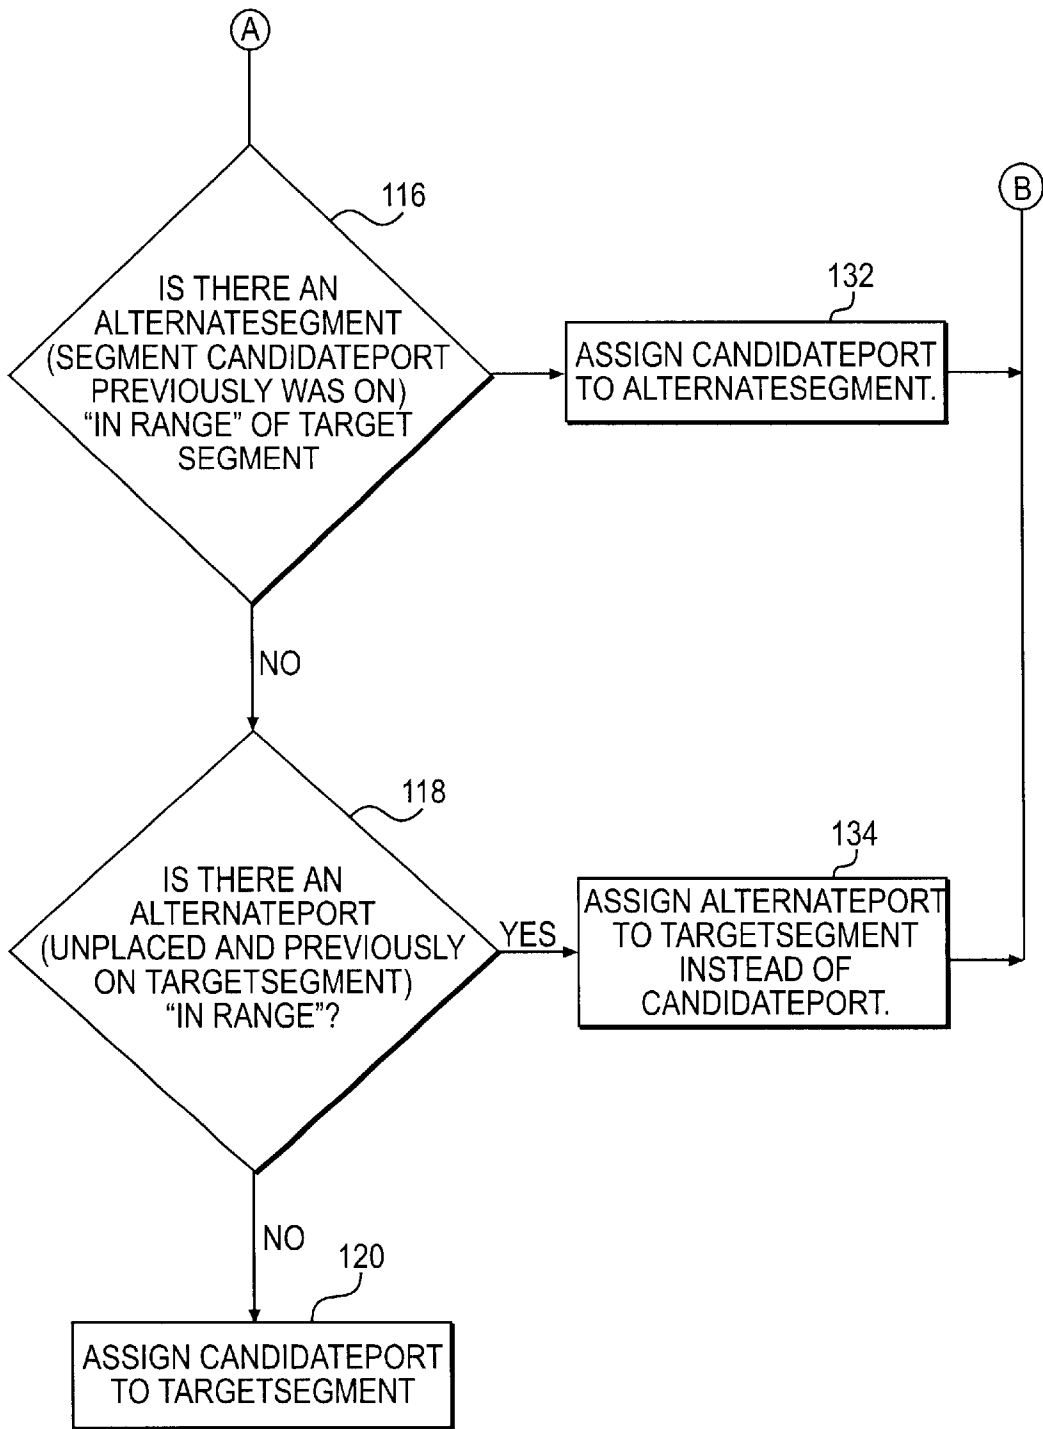 A
116
B
IS THERE AN
ALTERNATESEGMENT
(SEGMENT CANDIDATEPORT
PREVIOUSLY WAS ON)
“IN RANGE” OF TARGET
SEGMENT
132
ASSIGN CANDIDATEPORT
TO ALTERNATESEGMENT.
NO
118
IS THERE AN
ALTERNATEPORT
(UNPLACED AND PREVIOUSLY
ON TARGETSEGMENT)
“IN RANGE”?
YES
134
ASSIGN ALTERNATEPORT
TO TARGETSEGMENT
INSTEAD OF
CANDIDATEPORT.
NO
120
ASSIGN CANDIDATEPORT
TO TARGETSEGMENT